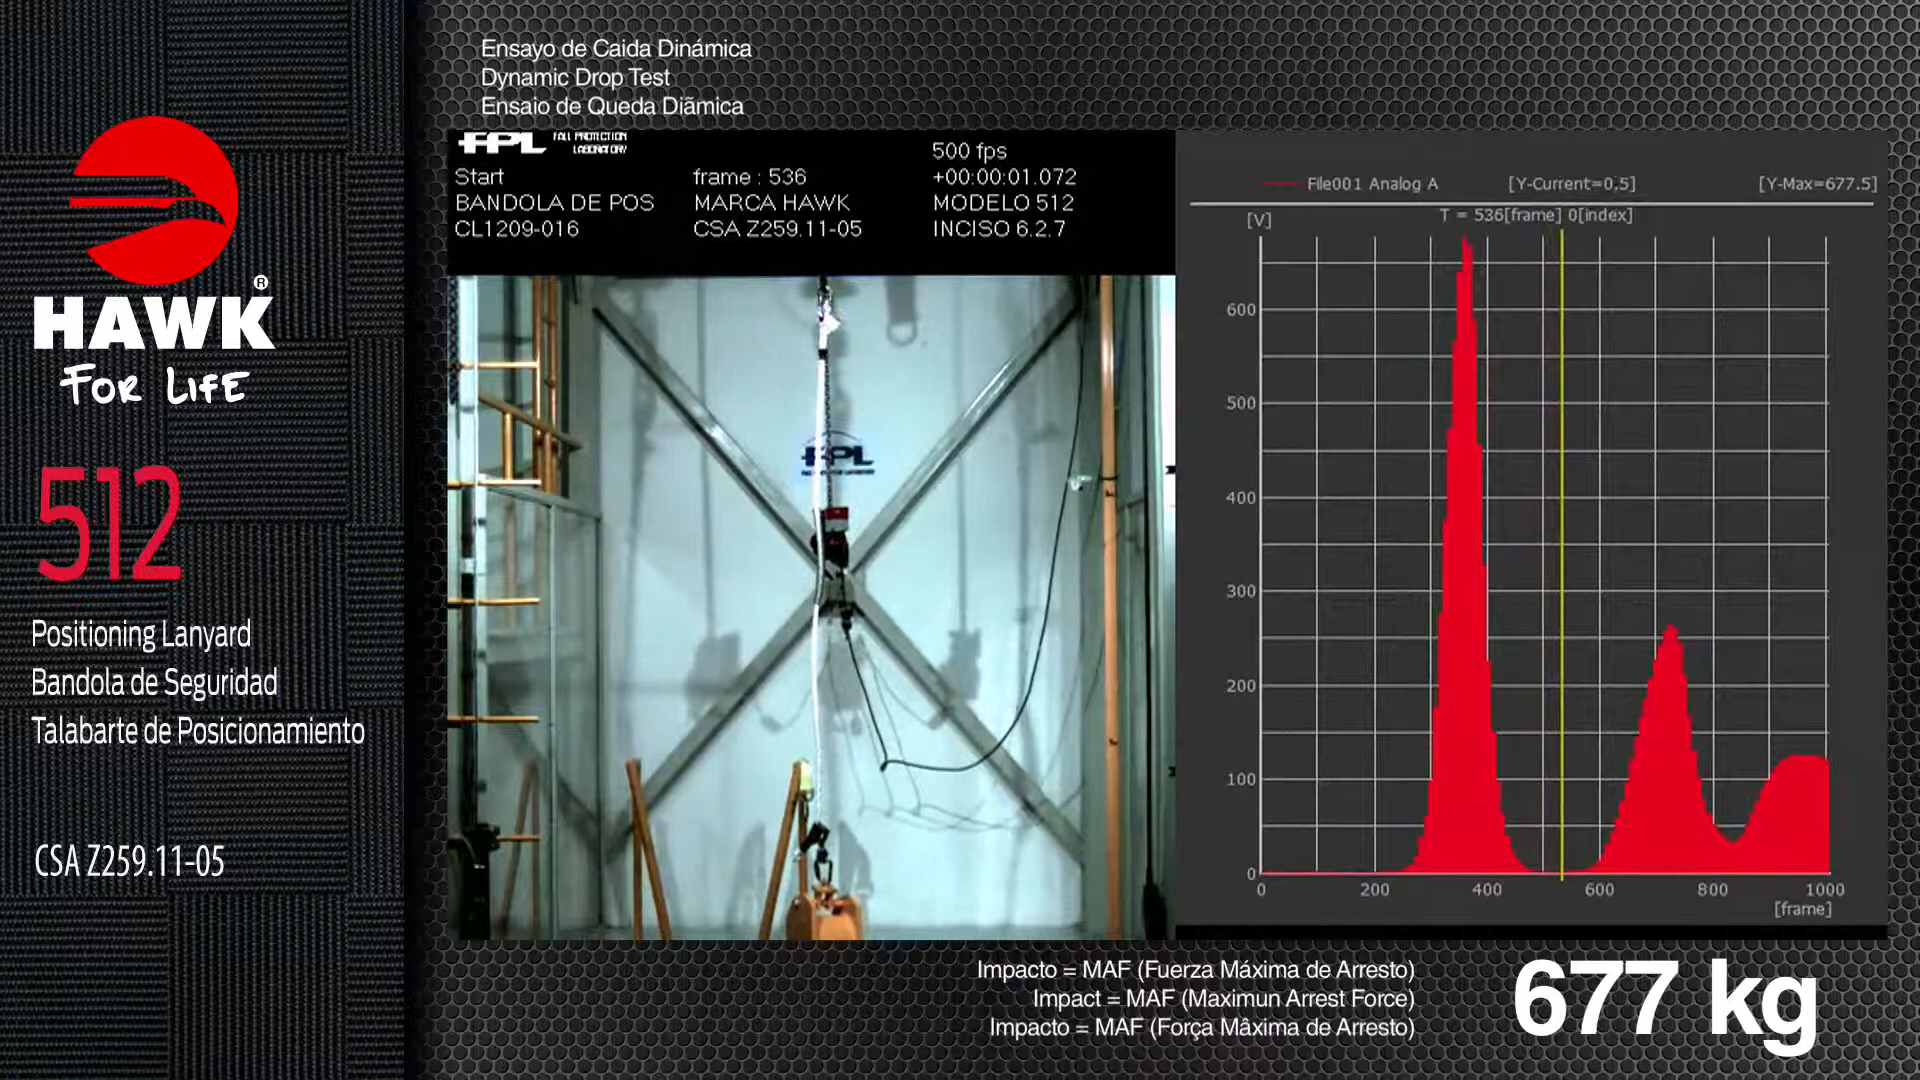 HAWK®
FOR LIFE
512
Positioning Lanyard
Bandola de Seguridad
Talabarte de Posicionamiento
CSA Z259.11-05
Ensayo de Caida Dinámica
Dynamic Drop Test
Ensaio de Queda Diãmica
FPL FALL PROTECTION
LABORATORY
500 fps
Start frame : 536 +00:00:01.072
BANDOLA DE POS MARCA HAWK MODELO 512
CL1209-016 CSA Z259.11-05 INCISO 6.2.7
FPL
File001 Analog A [Y-Current=0.5] [Y-Max=677.5]
T = 536[frame] 0[index]
[V]
600
500
400
300
200
100
0
0 200 400 600 800 1000
[frame]
Impacto = MAF (Fuerza Máxima de Arresto)
Impact = MAF (Maximun Arrest Force)
Impacto = MAF (Força Mâxima de Arresto)
677 kg